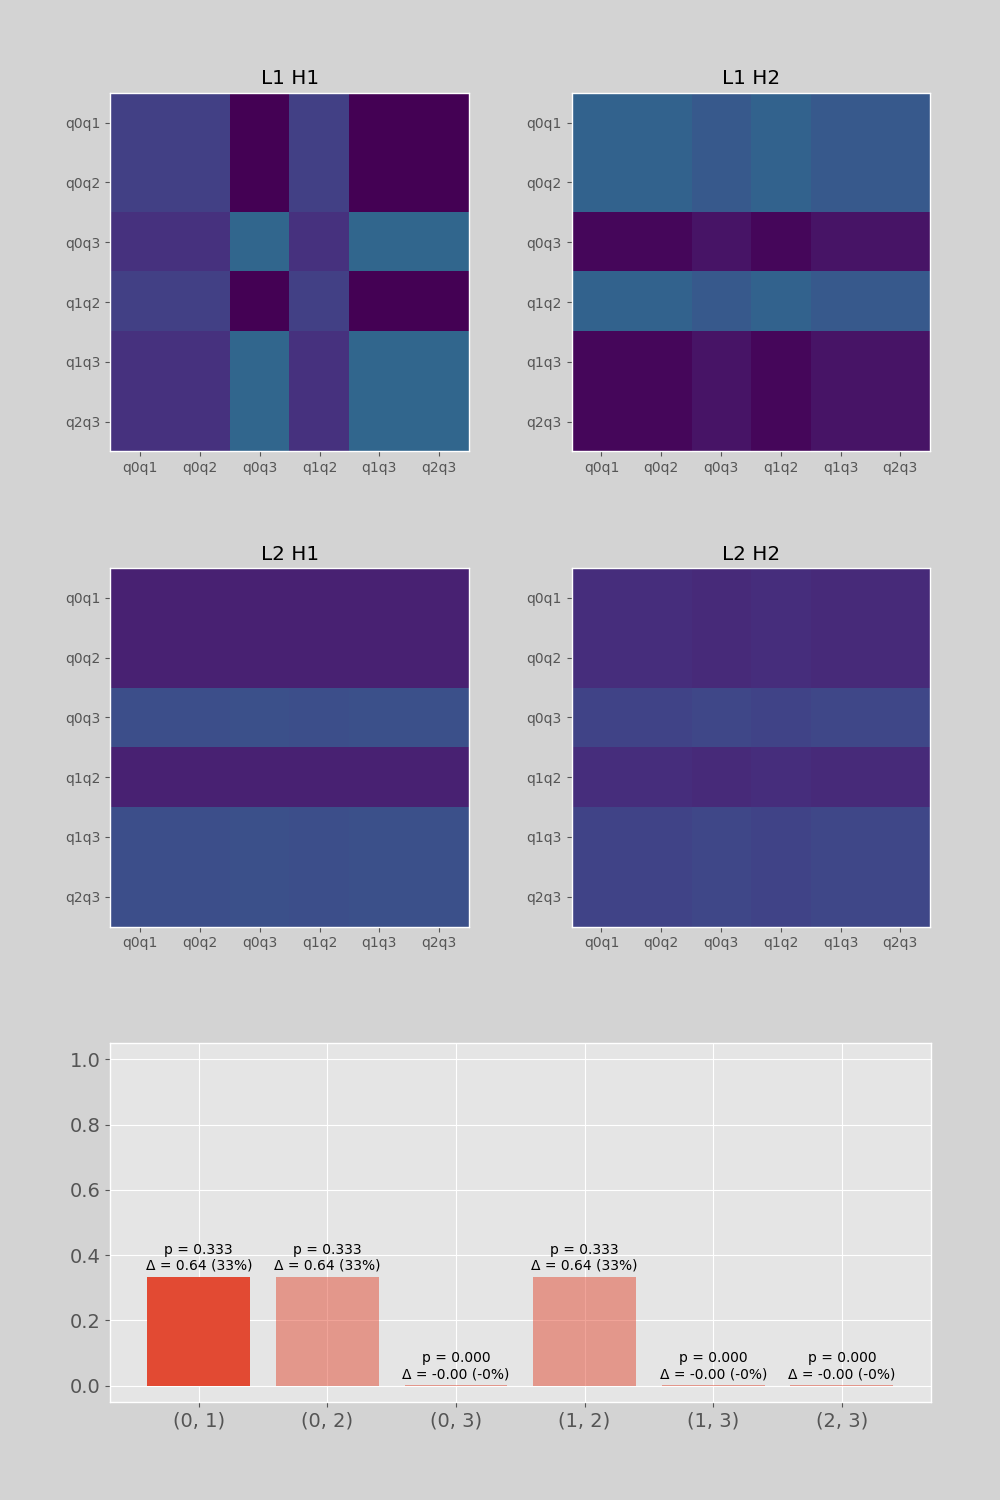 L1 H1
L1 H2
q0q1
q0q2
q0q3
q1q2
q1q3
q2q3
q0q1 q0q2 q0q3 q1q2 q1q3 q2q3
q0q1
q0q2
q0q3
q1q2
q1q3
q2q3
q0q1 q0q2 q0q3 q1q2 q1q3 q2q3
L2 H1
L2 H2
q0q1
q0q2
q0q3
q1q2
q1q3
q2q3
q0q1 q0q2 q0q3 q1q2 q1q3 q2q3
q0q1
q0q2
q0q3
q1q2
q1q3
q2q3
q0q1 q0q2 q0q3 q1q2 q1q3 q2q3
1.0
0.8
0.6
0.4
0.2
0.0
p = 0.333
Δ = 0.64 (33%)
p = 0.333
Δ = 0.64 (33%)
p = 0.000
Δ = -0.00 (-0%)
p = 0.333
Δ = 0.64 (33%)
p = 0.000
Δ = -0.00 (-0%)
p = 0.000
Δ = -0.00 (-0%)
(0, 1) (0, 2) (0, 3) (1, 2) (1, 3) (2, 3)